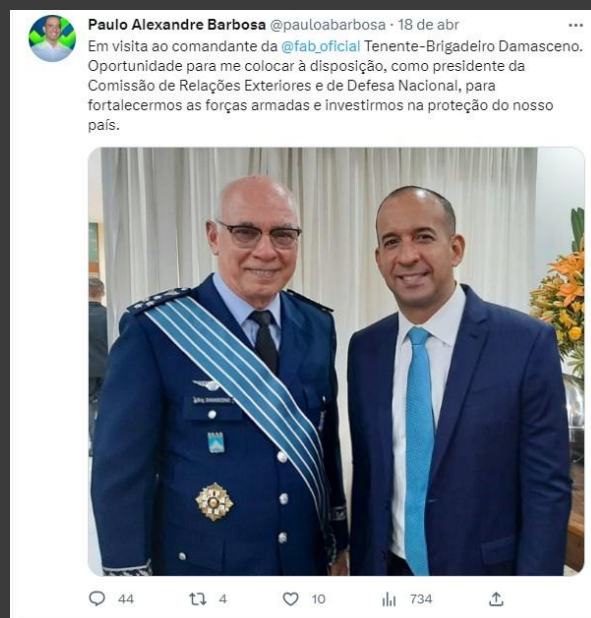 Paulo Alexandre Barbosa @pauloabarbosa · 18 de abr
Em visita ao comandante da @fab_oficial Tenente-Brigadeiro Damasceno.
Oportunidade para me colocar à disposição, como presidente da
Comissão de Relações Exteriores e de Defesa Nacional, para
fortalecermos as forças armadas e investirmos na proteção do nosso
país.
DAMASCENO
44 4 10 734